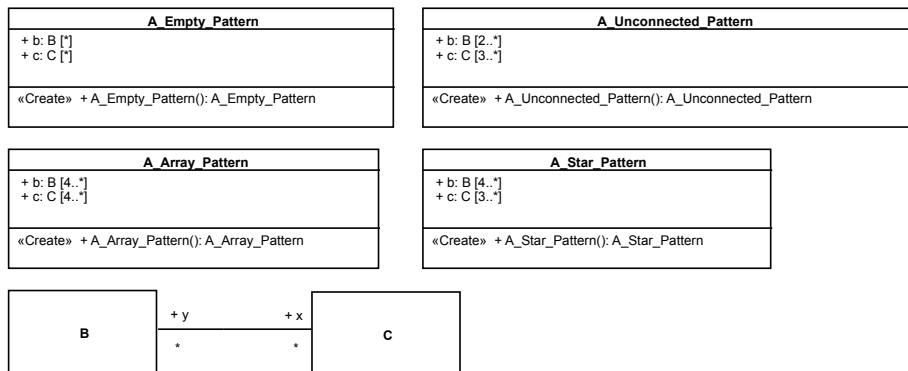 A_Empty_Pattern
+ b: B [*]
+ c: C [*]
«Create» + A_Empty_Pattern(): A_Empty_Pattern
A_Unconnected_Pattern
+ b: B [2..*]
+ c: C [3..*]
«Create» + A_Unconnected_Pattern(): A_Unconnected_Pattern
A_Array_Pattern
+ b: B [4..*]
+ c: C [4..*]
«Create» + A_Array_Pattern(): A_Array_Pattern
A_Star_Pattern
+ b: B [4..*]
+ c: C [3..*]
«Create» + A_Star_Pattern(): A_Star_Pattern
B
+ y
+ x
*
*
C